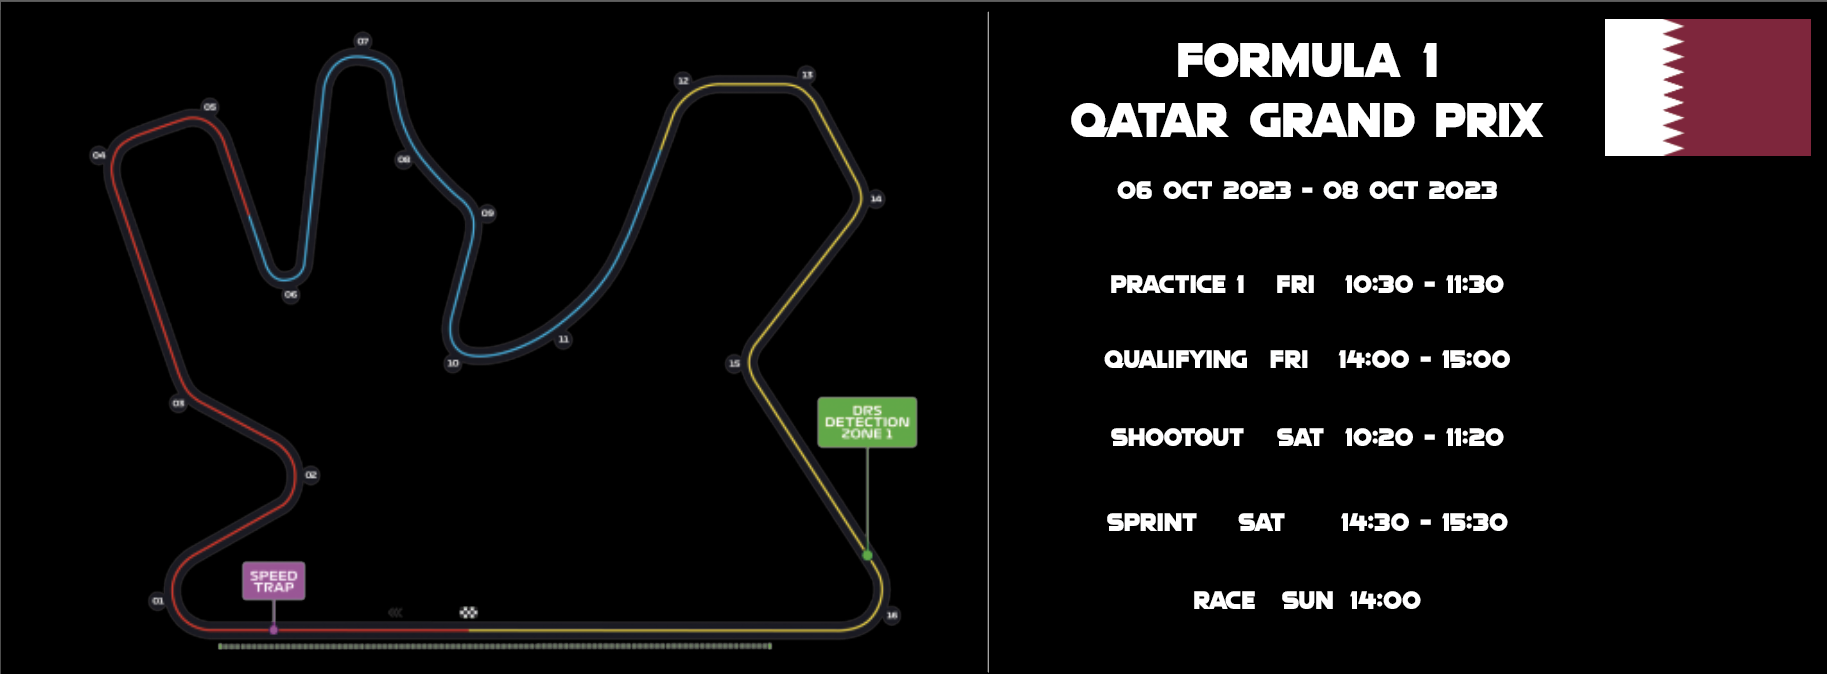 07
12
13
05
04
08
14
09
06
11
10
15
03
DRS
DETECTION
ZONE 1
02
SPEED
TRAP
01
16
FORMULA 1
QATAR GRAND PRIX
06 OCT 2023 - 08 OCT 2023
PRACTICE 1 FRI 10:30 - 11:30
QUALIFYING FRI 14:00 - 15:00
SHOOTOUT SAT 10:20 - 11:20
SPRINT SAT 14:30 - 15:30
RACE SUN 14:00